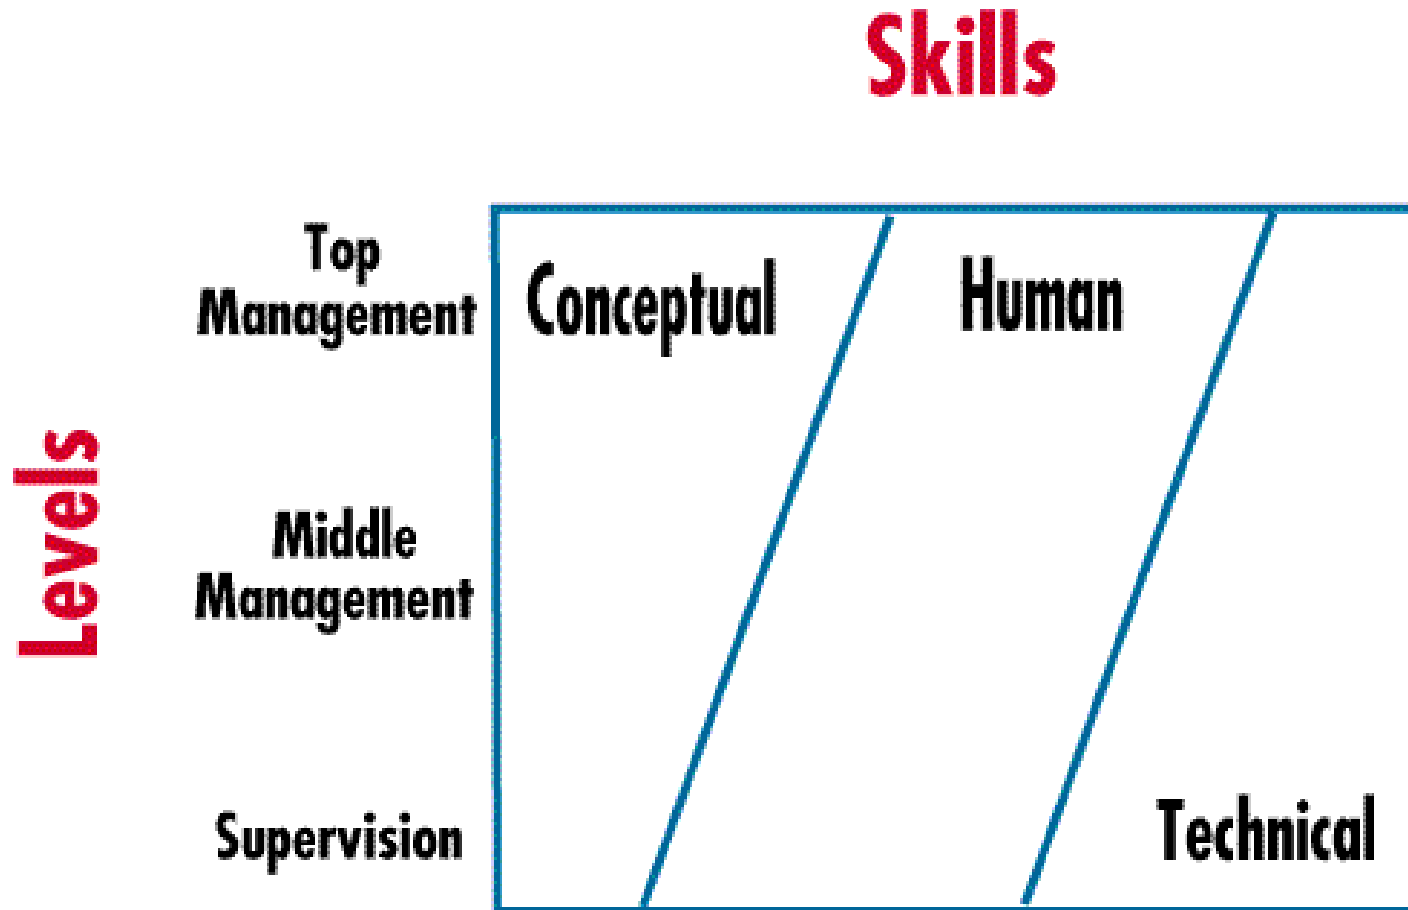 Skills
Top
Management
Conceptual
Human
Levels
Middle
Management
Supervision
Technical